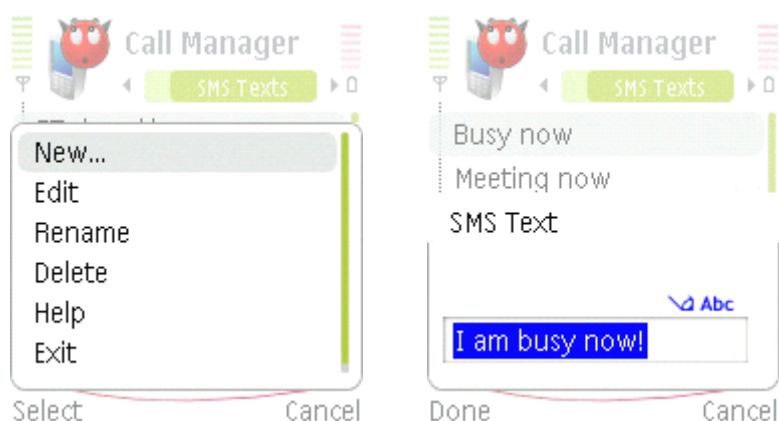 Call Manager
SMS Texts
New...
Edit
Rename
Delete
Help
Exit
Select Cancel
Call Manager
SMS Texts
Busy now
Meeting now
SMS Text
Abc
I am busy now!
Done Cancel